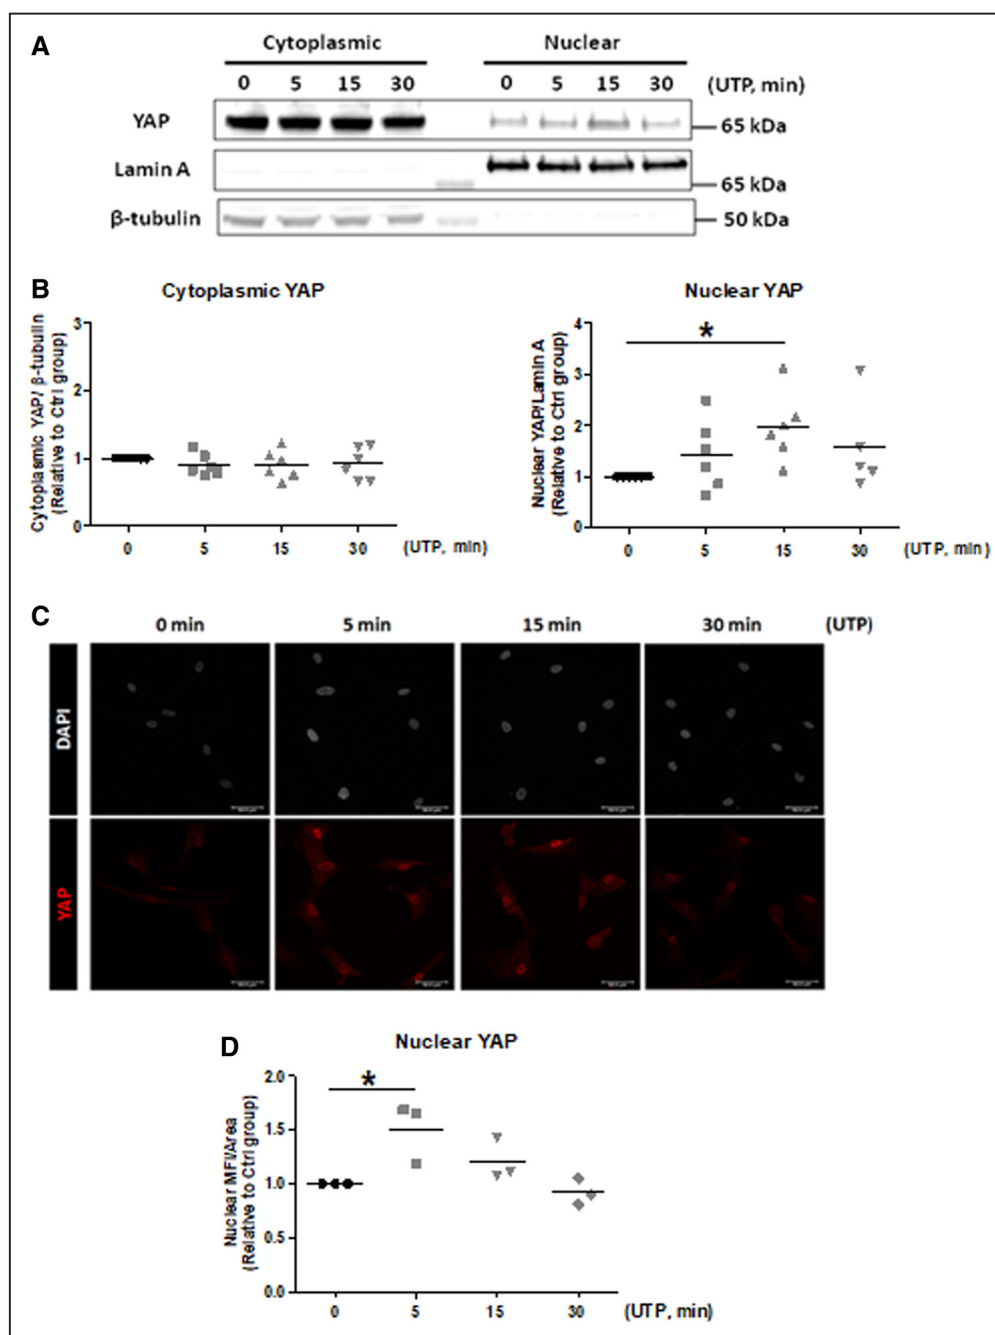 A
Cytoplasmic Nuclear
0 5 15 30 0 5 15 30 (UTP, min)
YAP 65 kDa
Lamin A 65 kDa
β-tubulin 50 kDa
B
Cytoplasmic YAP
Cytoplasmic YAP/ β-tubulin
(Relative to Ctrl group)
3
2
1
0
0 5 15 30 (UTP, min)
Nuclear YAP
Nuclear YAP/Lamin A
(Relative to Ctrl group)
4
3
2
1
0
*
0 5 15 30 (UTP, min)
C
0 min 5 min 15 min 30 min (UTP)
DAPI
YAP
D
Nuclear YAP
Nuclear MFI/Area
(Relative to Ctrl group)
2.0
1.5
1.0
0.5
0.0
*
0 5 15 30 (UTP, min)